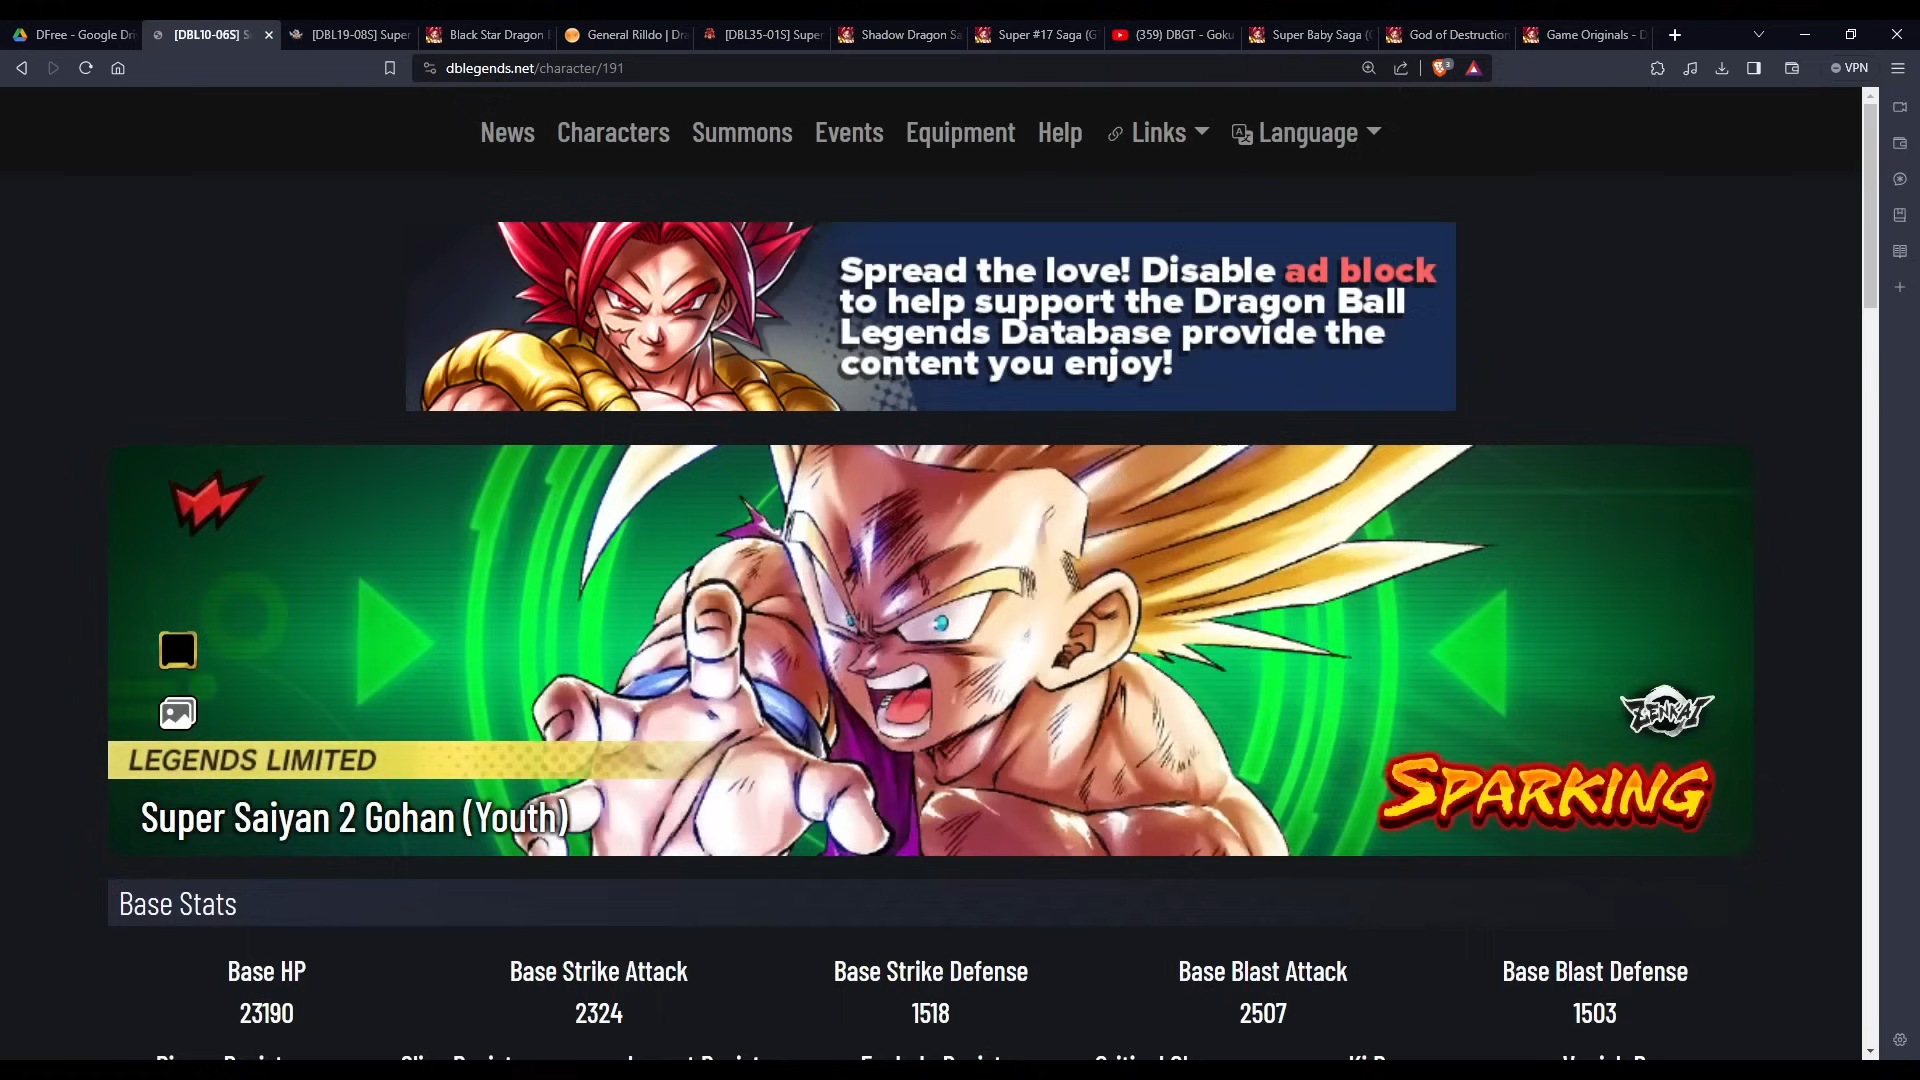 DFree - Google Dri
[DBL10-06S] S
[DBL19-08S] Super
Black Star Dragon B
General Rilldo | Dra
[DBL35-01S] Super
Shadow Dragon Sa
Super #17 Saga (GT
(359) DBGT - Goku
Super Baby Saga (G
God of Destruction
Game Originals - D
dblegends.net/character/191
3
VPN
News
Characters
Summons
Events
Equipment
Help
Links
Language
Spread the love! Disable ad block
to help support the Dragon Ball
Legends Database provide the
content you enjoy!
ZENKAI
LEGENDS LIMITED
SPARKING
Super Saiyan 2 Gohan (Youth)
Base Stats
Base HP
Base Strike Attack
Base Strike Defense
Base Blast Attack
Base Blast Defense
23190
2324
1518
2507
1503